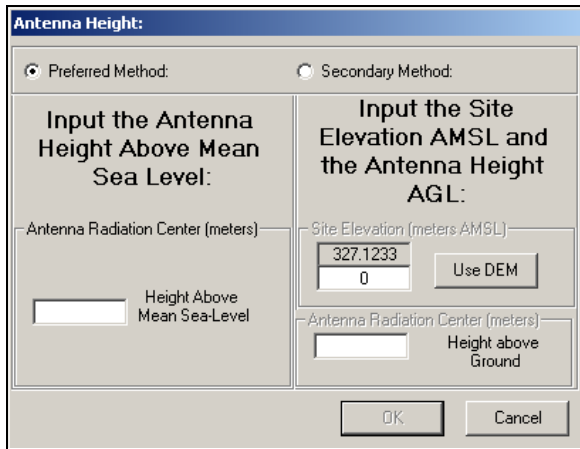 Antenna Height:
Preferred Method:
Secondary Method:
Input the Antenna
Height Above Mean
Sea Level:
Antenna Radiation Center (meters)
Height Above
Mean Sea-Level
Input the Site
Elevation AMSL and
the Antenna Height
AGL:
Site Elevation (meters AMSL)
327.1233
0
Use DEM
Antenna Radiation Center (meters)
Height above
Ground
OK
Cancel